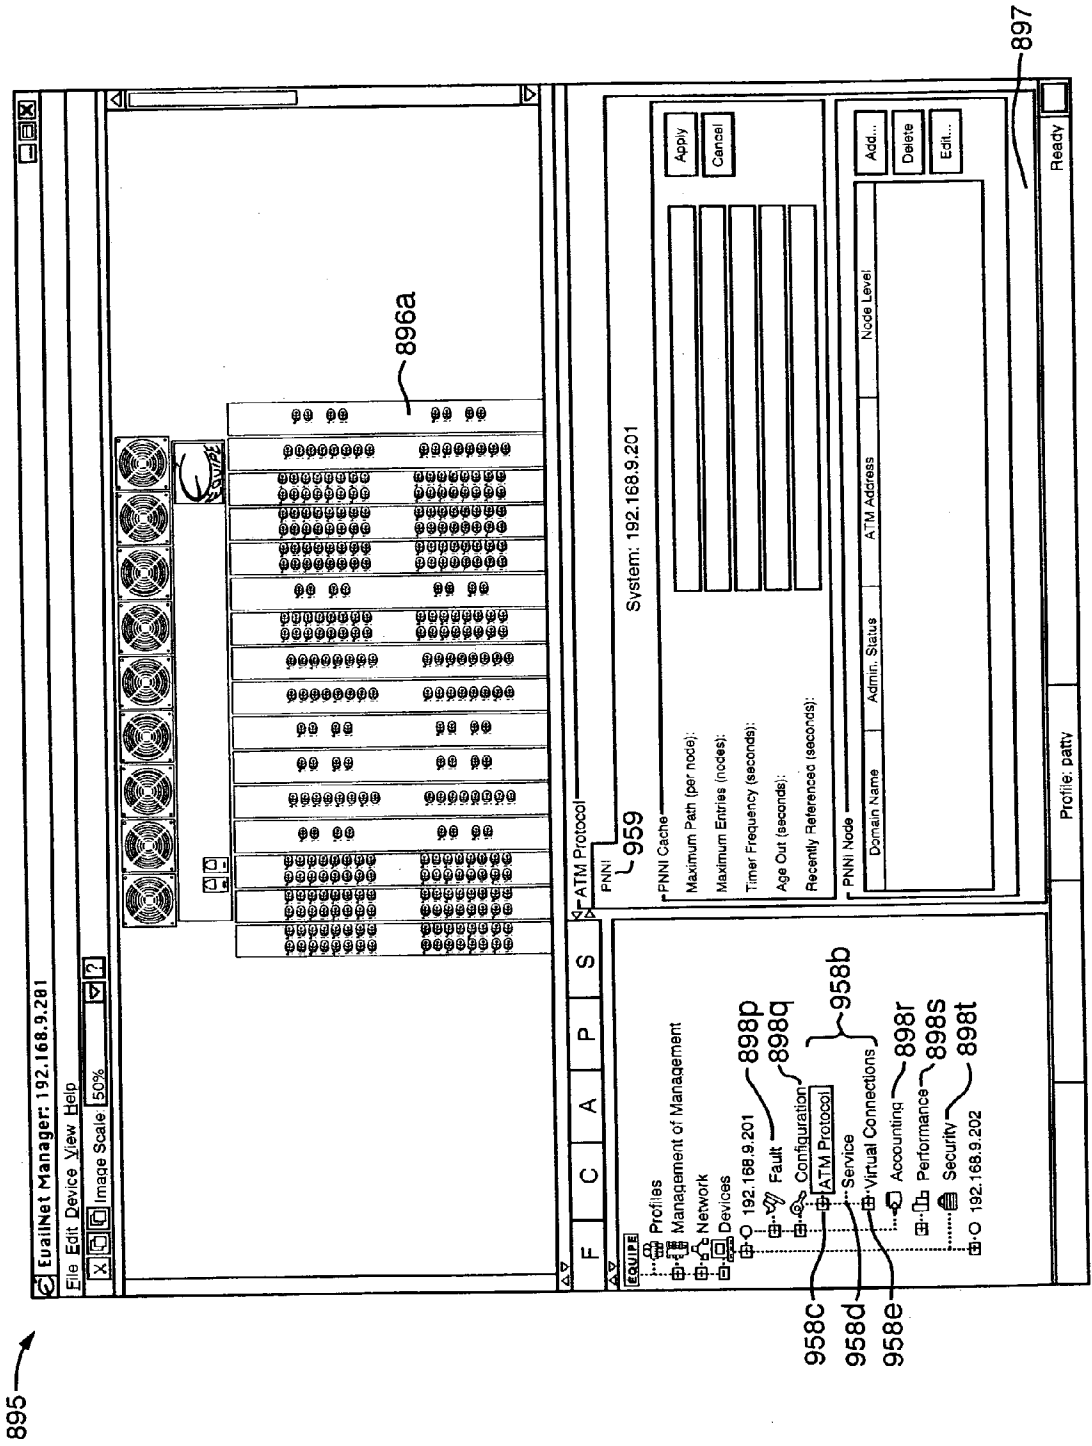 895
EuailNet Manager: 192.168.9.201
File Edit Device View Help
X Image Scale: 50% ?
EQUIPE
896a
F C A P S
EQUIPE
Profiles
Management of Management
Network
Devices
192.168.9.201
Fault
Configuration
ATM Protocol
Service
Virtual Connections
Accounting
Performance
Security
192.168.9.202
898p
898q
958b
898r
898s
898t
958c
958d
958e
ATM Protocol
PNNI
959
System: 192.168.9.201
PNNI Cache
Maximum Path (per node):
Maximum Entries (nodes):
Timer Frequency (seconds):
Age Out (seconds):
Recently Referenced (seconds):
Apply
Cancel
PNNI Node
Domain Name Admin. Status ATM Address Node Level
Add...
Delete
Edit...
897
Profile: patty
Ready